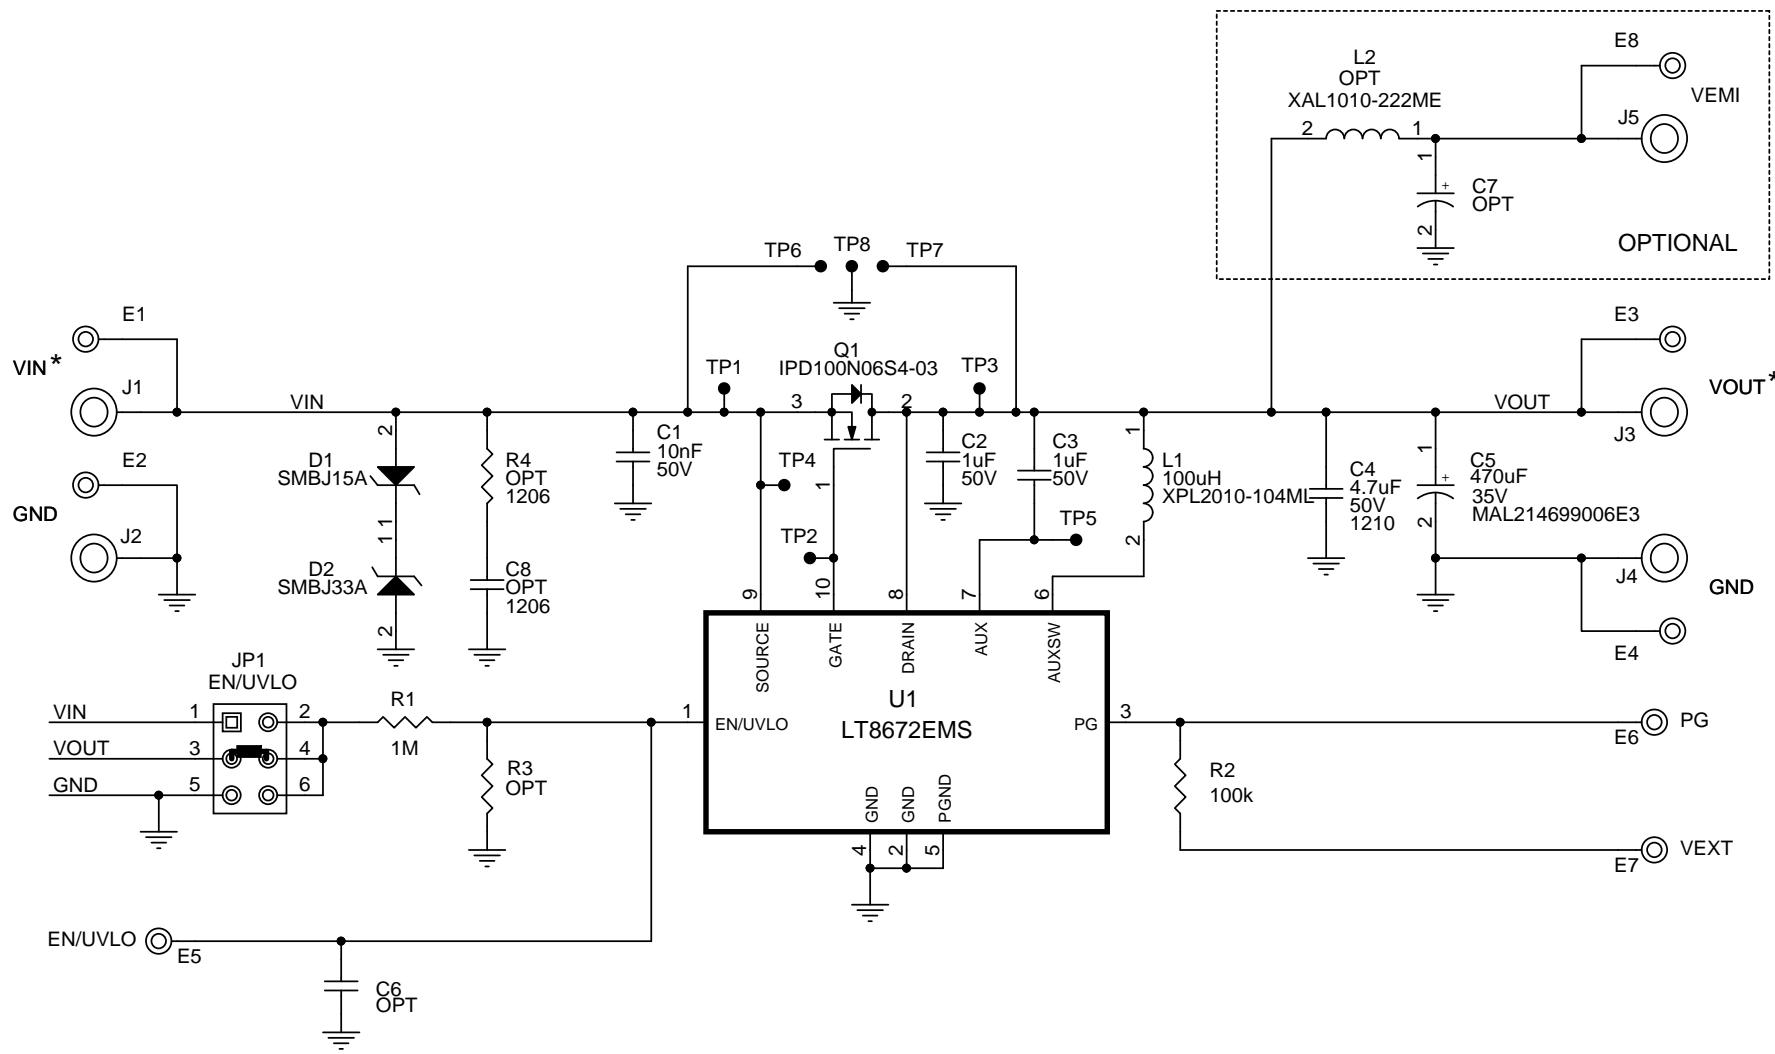 L2
OPT
XAL1010-222ME
2
1
E8
VEMI
J5
1
+
C7
OPT
2
OPTIONAL
TP6
TP8
TP7
E1
VIN*
J1
VIN
E2
GND
J2
2
D1
SMBJ15A
1
1
D2
SMBJ33A
2
R4
OPT
1206
C8
OPT
1206
C1
10nF
50V
TP1
Q1
IPD100N06S4-03
3
2
1
TP3
TP4
TP2
C2
1uF
50V
C3
1uF
50V
TP5
1
L1
100uH
XPL2010-104ML
2
C4
4.7uF
50V
1210
VOUT
1
+
C5
470uF
35V
MAL214699006E3
2
E3
VOUT*
J3
J4
GND
E4
9
10
8
7
6
SOURCE
GATE
DRAIN
AUX
AUXSW
U1
LT8672EMS
1
EN/UVLO
PG
3
GND
GND
PGND
4
2
5
JP1
EN/UVLO
VIN
1
2
VOUT
3
4
GND
5
6
R1
1M
R3
OPT
EN/UVLO
E5
C6
OPT
E6
PG
R2
100k
E7
VEXT